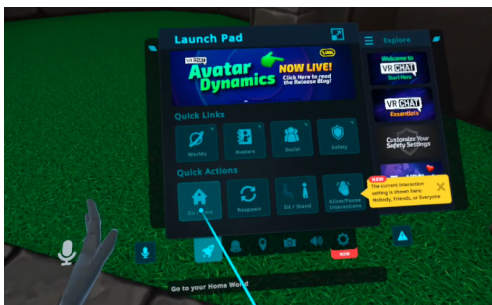 Launch Pad
Explore
VRCHAT
Avatar
Dynamics
LIVE!
NOW LIVE!
Click Here to read
the Release Blog!
Welcome to
VRCHAT
Start Here
VRCHAT
Essentials
Customize Your
Safety Settings
Quick Links
Worlds
Avatars
Social
Safety
Quick Actions
Respawn
Sit / Stand
Allow/Pause
Interactions
NEW
The current interaction
setting is shown here:
Nobody, Friends, or Everyone
NEW
Go to your Home World